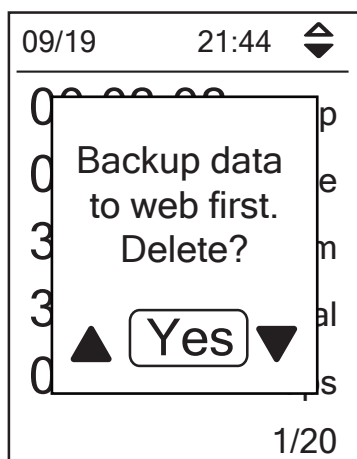 09/19 21:44
Backup data
to web first.
Delete?
Yes
1/20